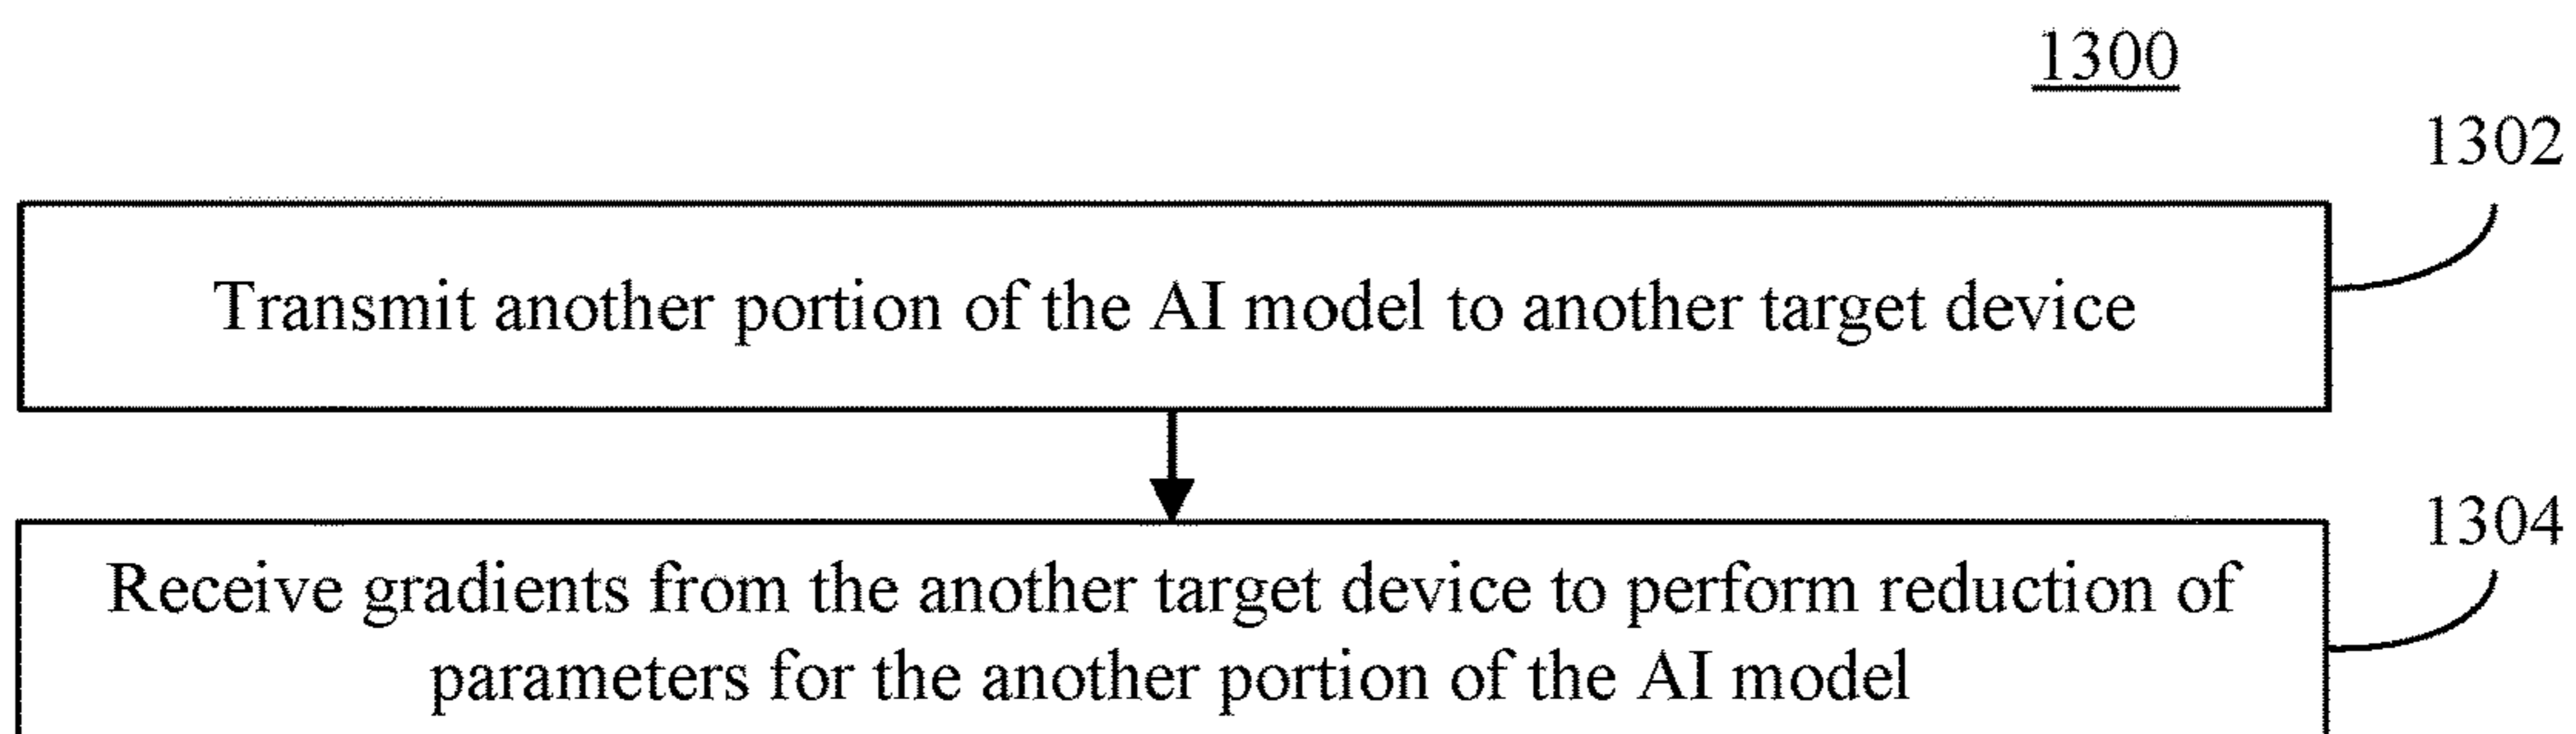 1300
1302
Transmit another portion of the AI model to another target device
1304
Receive gradients from the another target device to perform reduction of
parameters for the another portion of the AI model